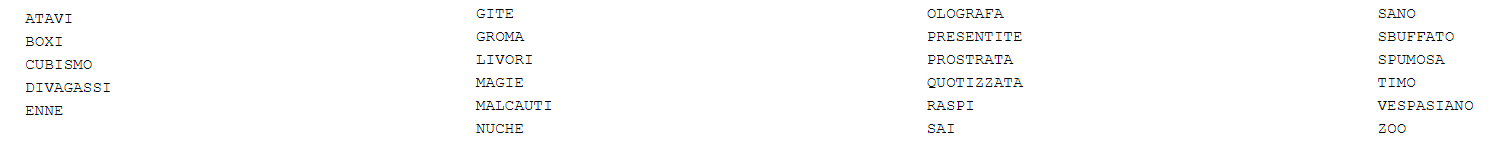 ATAVI
BOXI
CUBISMO
DIVAGASSI
ENNE
GITE
GROMA
LIVORI
MAGIE
MALCAUTI
NUCHE
OLOGRAFA
PRESENTITE
PROSTRATA
QUOTIZZATA
RASPI
SAI
SANO
SBUFFATO
SPUMOSA
TIMO
VESPASIANO
ZOO